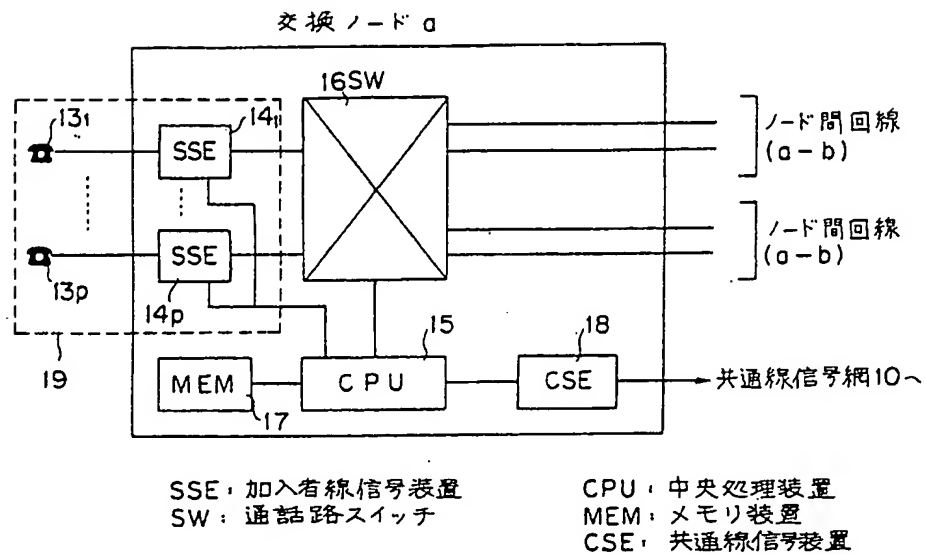 交換ノード a
16SW
13₁
14₁
SSE
ノード間回線
(a-b)
SSE
ノード間回線
(a-b)
13p
14p
15
18
19
MEM
CPU
CSE
共通線信号網10へ
17
SSE: 加入者線信号装置
SW: 通話路スイッチ
CPU: 中央処理装置
MEM: メモリ装置
CSE: 共通線信号装置